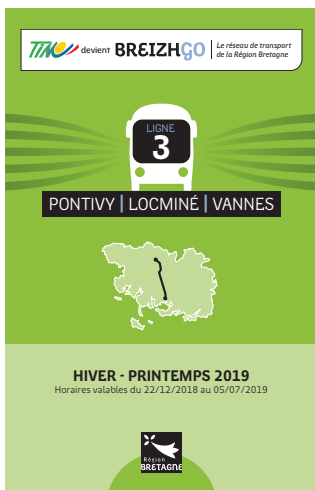 TIM devient BREIZHGO Le réseau de transport
de la Région Bretagne
LIGNE
3
PONTIVY | LOCMINÉ | VANNES
HIVER - PRINTEMPS 2019
Horaires valables du 22/12/2018 au 05/07/2019
Région
BRETAGNE